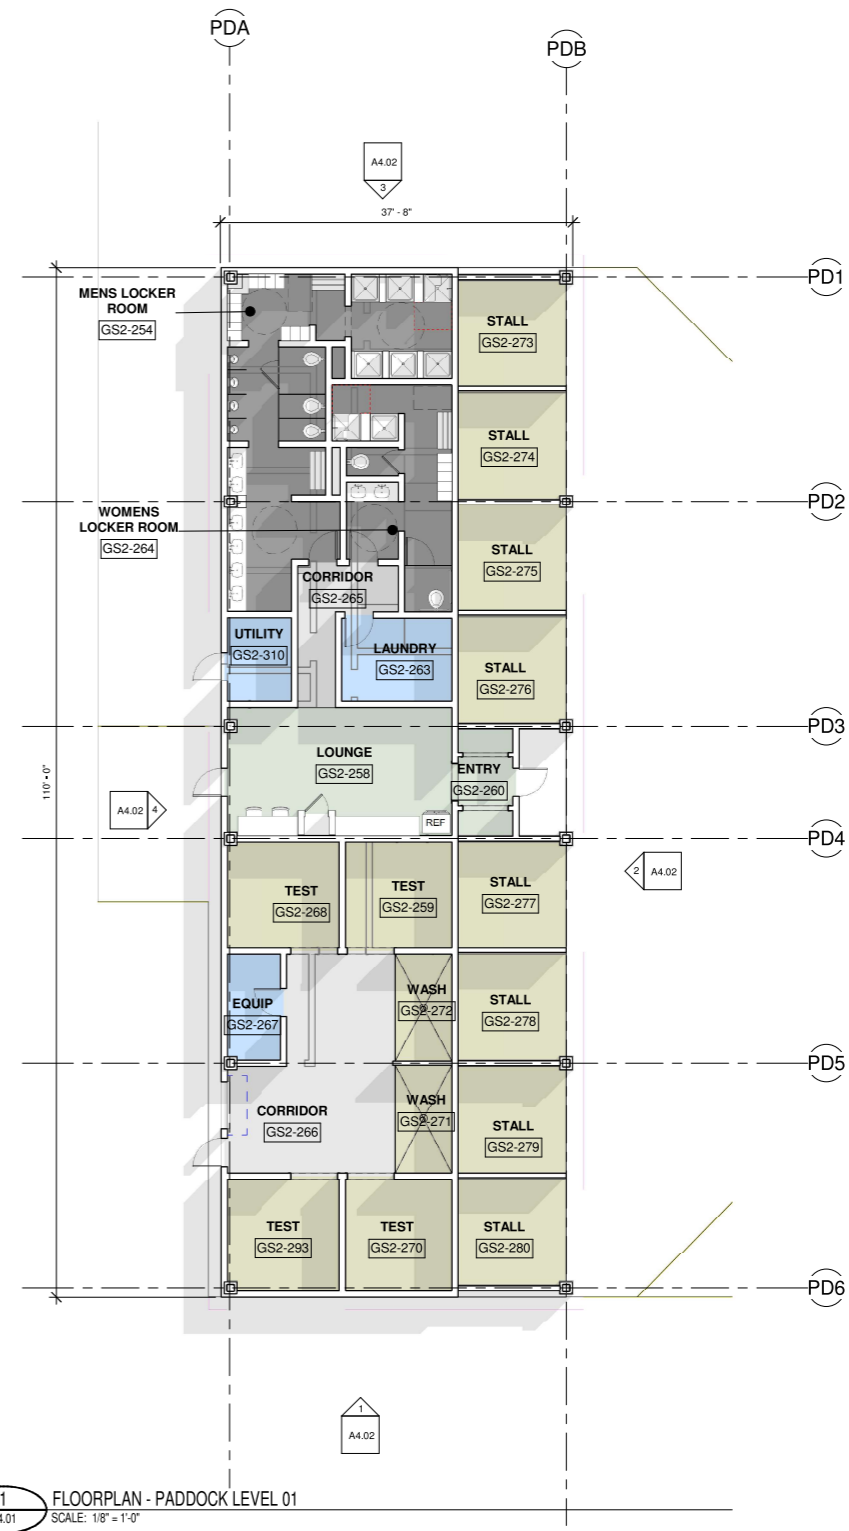 PDA
PDB
A4.02
3
37' - 8"
PD1
MENS LOCKER
ROOM
GS2-254
STALL
GS2-273
STALL
GS2-274
PD2
WOMENS
LOCKER ROOM
GS2-264
STALL
GS2-275
CORRIDOR
GS2-265
UTILITY
GS2-310
LAUNDRY
GS2-263
STALL
GS2-276
PD3
LOUNGE
GS2-258
ENTRY
GS2-260
110' - 0"
A4.02
4
REF
PD4
TEST
GS2-268
TEST
GS2-259
STALL
GS2-277
2
A4.02
EQUIP
GS2-267
WASH
GS2-272
STALL
GS2-278
PD5
CORRIDOR
GS2-266
WASH
GS2-271
STALL
GS2-279
TEST
GS2-293
TEST
GS2-270
STALL
GS2-280
PD6
1
A4.02
1
FLOORPLAN - PADDOCK LEVEL 01
4.01
SCALE: 1/8" = 1'-0"